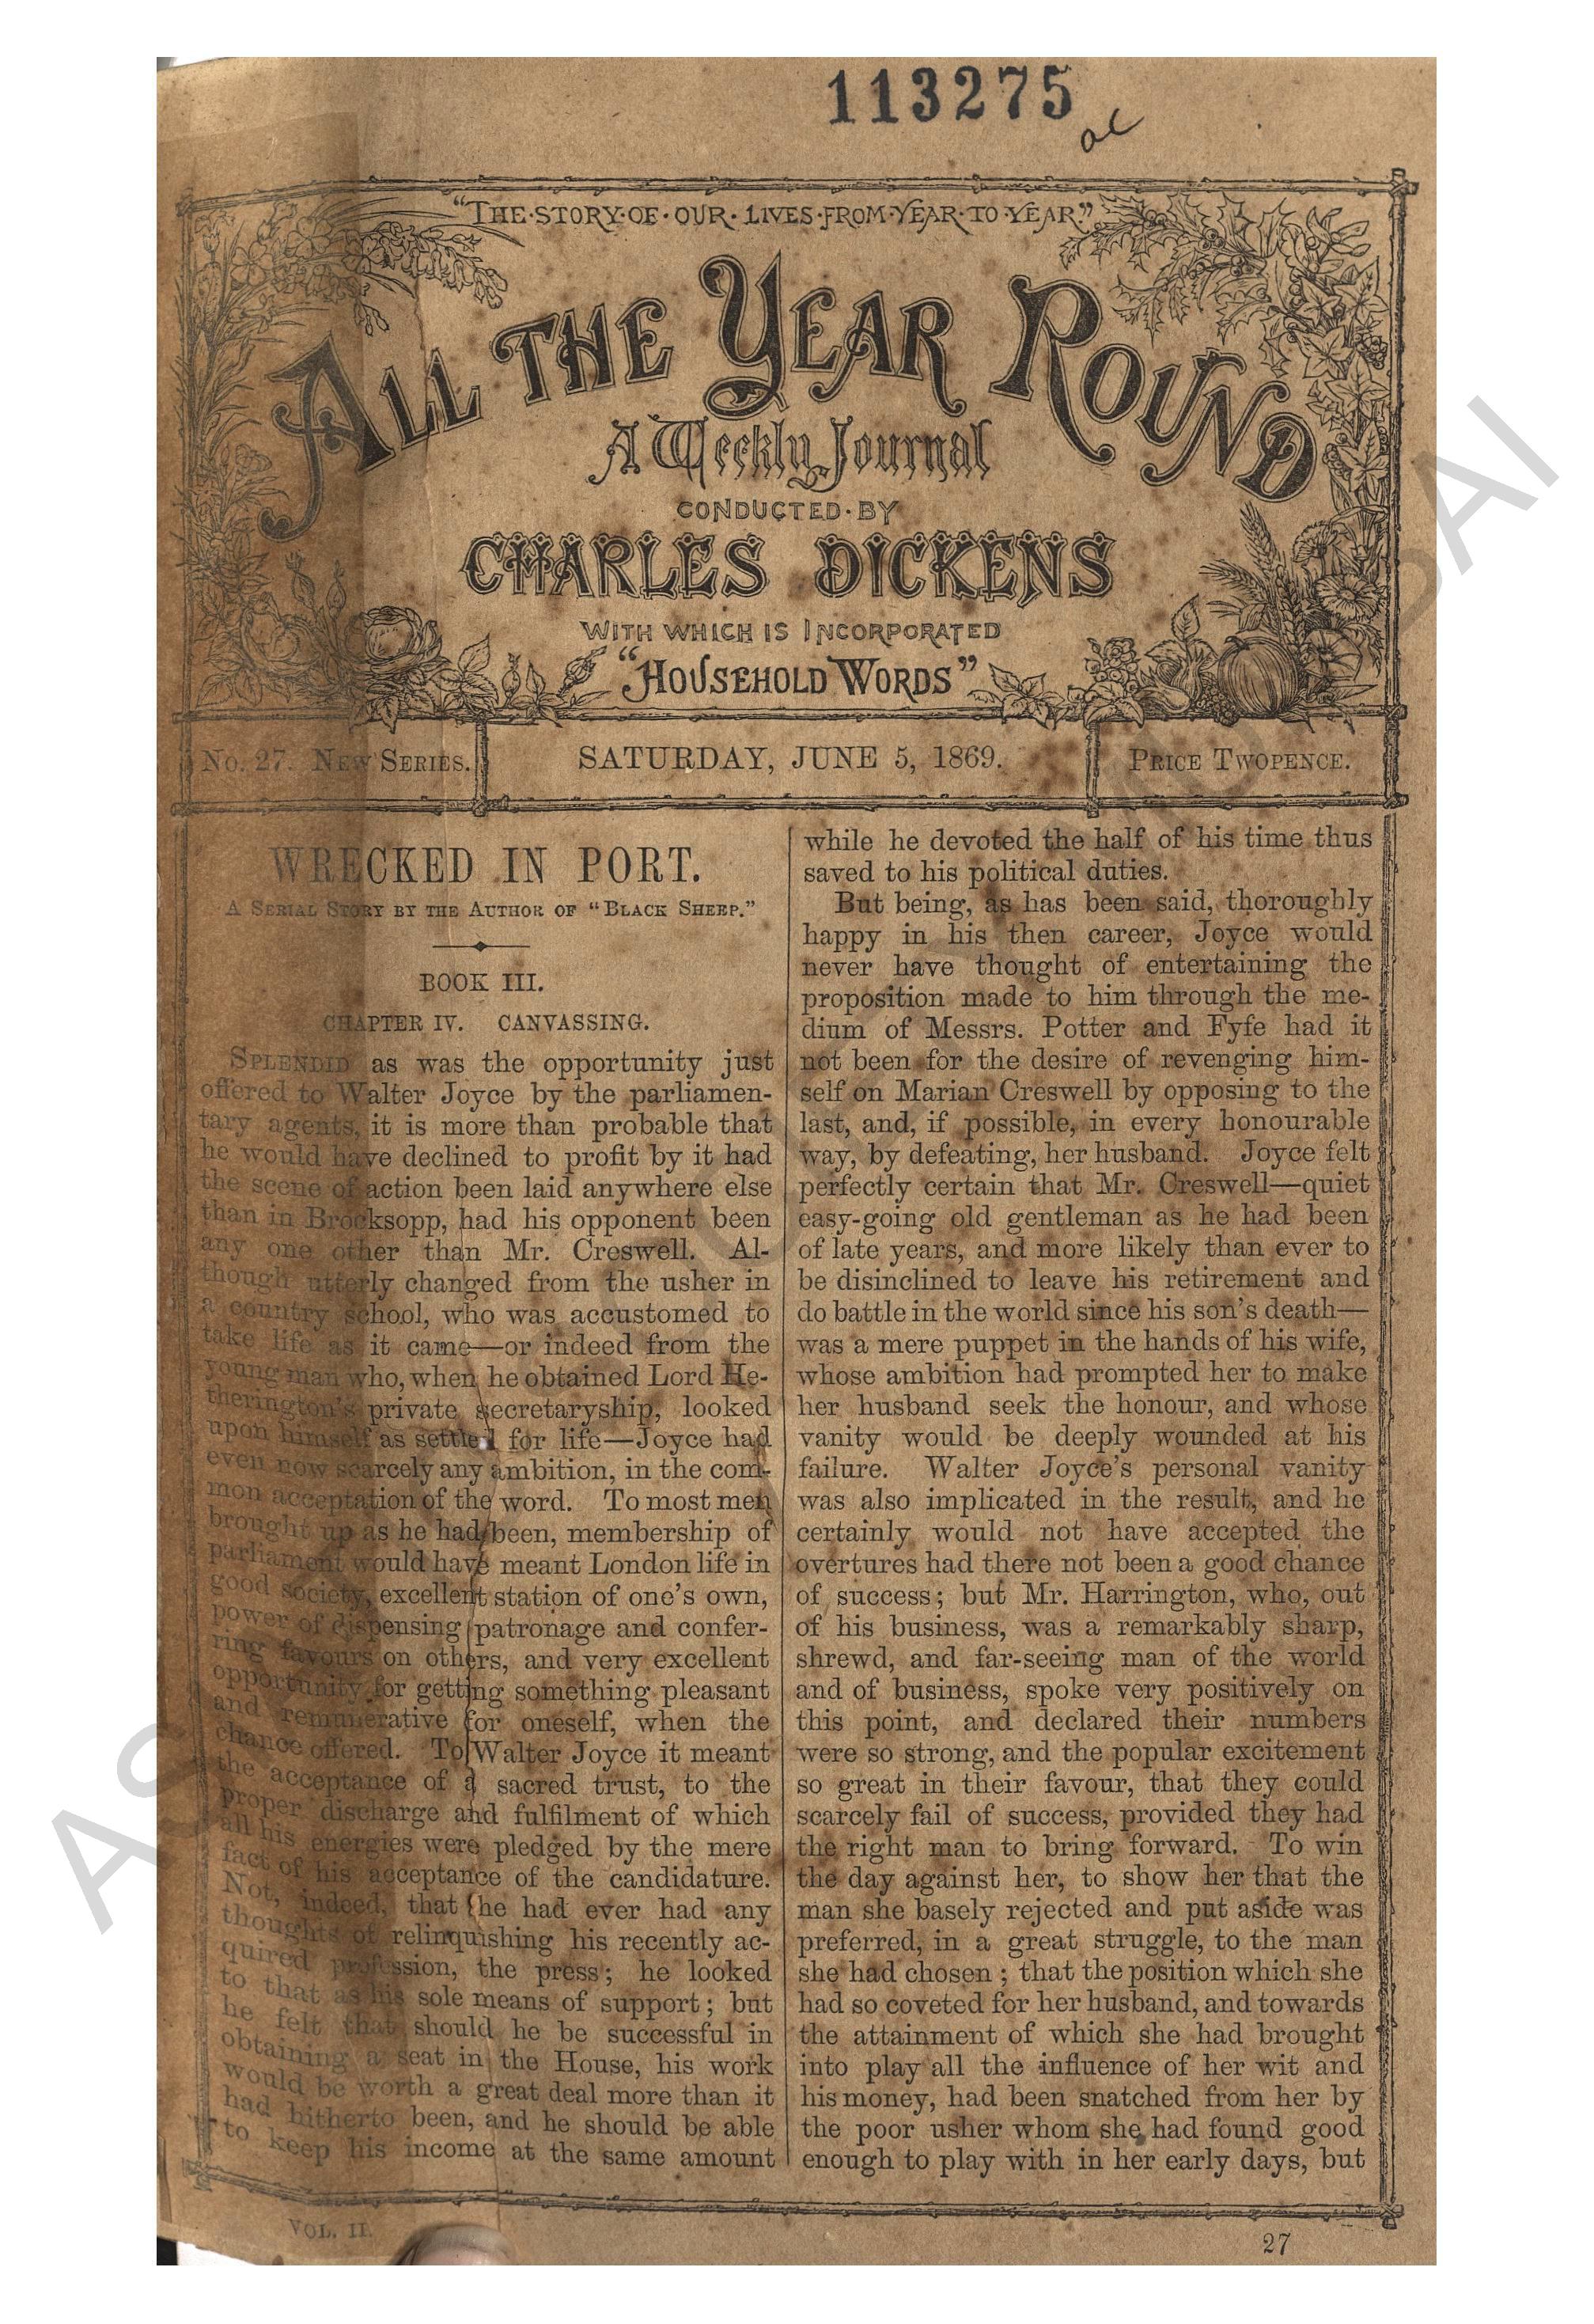 113275
ac
"THE·STORY·OF·OUR·LIVES·FROM·YEAR·TO·YEAR."
ALL THE YEAR ROUND
A Weekly Journal
CONDUCTED·BY
CHARLES DICKENS
WITH WHICH IS INCORPORATED
"HOUSEHOLD WORDS"
No. 27. New Series.
SATURDAY, JUNE 5, 1869.
Price Twopence.
WRECKED IN PORT.
A Serial Story by the Author of "Black Sheep."
BOOK III.
CHAPTER IV. CANVASSING.
Splendid as was the opportunity just
offered to Walter Joyce by the parliamen-
tary agents, it is more than probable that
he would have declined to profit by it had
the scene of action been laid anywhere else
than in Brocksopp, had his opponent been
any one other than Mr. Creswell. Al-
though utterly changed from the usher in
a country school, who was accustomed to
take life as it came—or indeed from the
young man who, when he obtained Lord He-
therington's private secretaryship, looked
upon himself as settled for life—Joyce had
even now scarcely any ambition, in the com-
mon acceptation of the word. To most men
brought up as he had been, membership of
parliament would have meant London life in
good society, excellent station of one's own,
power of dispensing patronage and confer-
ring favours on others, and very excellent
opportunity for getting something pleasant
and remunerative for oneself, when the
chance offered. To Walter Joyce it meant
the acceptance of a sacred trust, to the
proper discharge and fulfilment of which
all his energies were pledged by the mere
fact of his acceptance of the candidature.
Not, indeed, that he had ever had any
thoughts of relinquishing his recently ac-
quired profession, the press; he looked
to that as his sole means of support; but
he felt that should he be successful in
obtaining a seat in the House, his work
would be worth a great deal more than it
had hitherto been, and he should be able
to keep his income at the same amount
while he devoted the half of his time thus
saved to his political duties.
But being, as has been said, thoroughly
happy in his then career, Joyce would
never have thought of entertaining the
proposition made to him through the me-
dium of Messrs. Potter and Fyfe had it
not been for the desire of revenging him-
self on Marian Creswell by opposing to the
last, and, if possible, in every honourable
way, by defeating, her husband. Joyce felt
perfectly certain that Mr. Creswell—quiet
easy-going old gentleman as he had been
of late years, and more likely than ever to
be disinclined to leave his retirement and
do battle in the world since his son's death—
was a mere puppet in the hands of his wife,
whose ambition had prompted her to make
her husband seek the honour, and whose
vanity would be deeply wounded at his
failure. Walter Joyce's personal vanity
was also implicated in the result, and he
certainly would not have accepted the
overtures had there not been a good chance
of success; but Mr. Harrington, who, out
of his business, was a remarkably sharp,
shrewd, and far-seeing man of the world
and of business, spoke very positively on
this point, and declared their numbers
were so strong, and the popular excitement
so great in their favour, that they could
scarcely fail of success, provided they had
the right man to bring forward. To win
the day against her, to show her that the
man she basely rejected and put aside was
preferred, in a great struggle, to the man
she had chosen; that the position which she
had so coveted for her husband, and towards
the attainment of which she had brought
into play all the influence of her wit and
his money, had been snatched from her by
the poor usher whom she had found good
enough to play with in her early days, but
VOL. II.
27